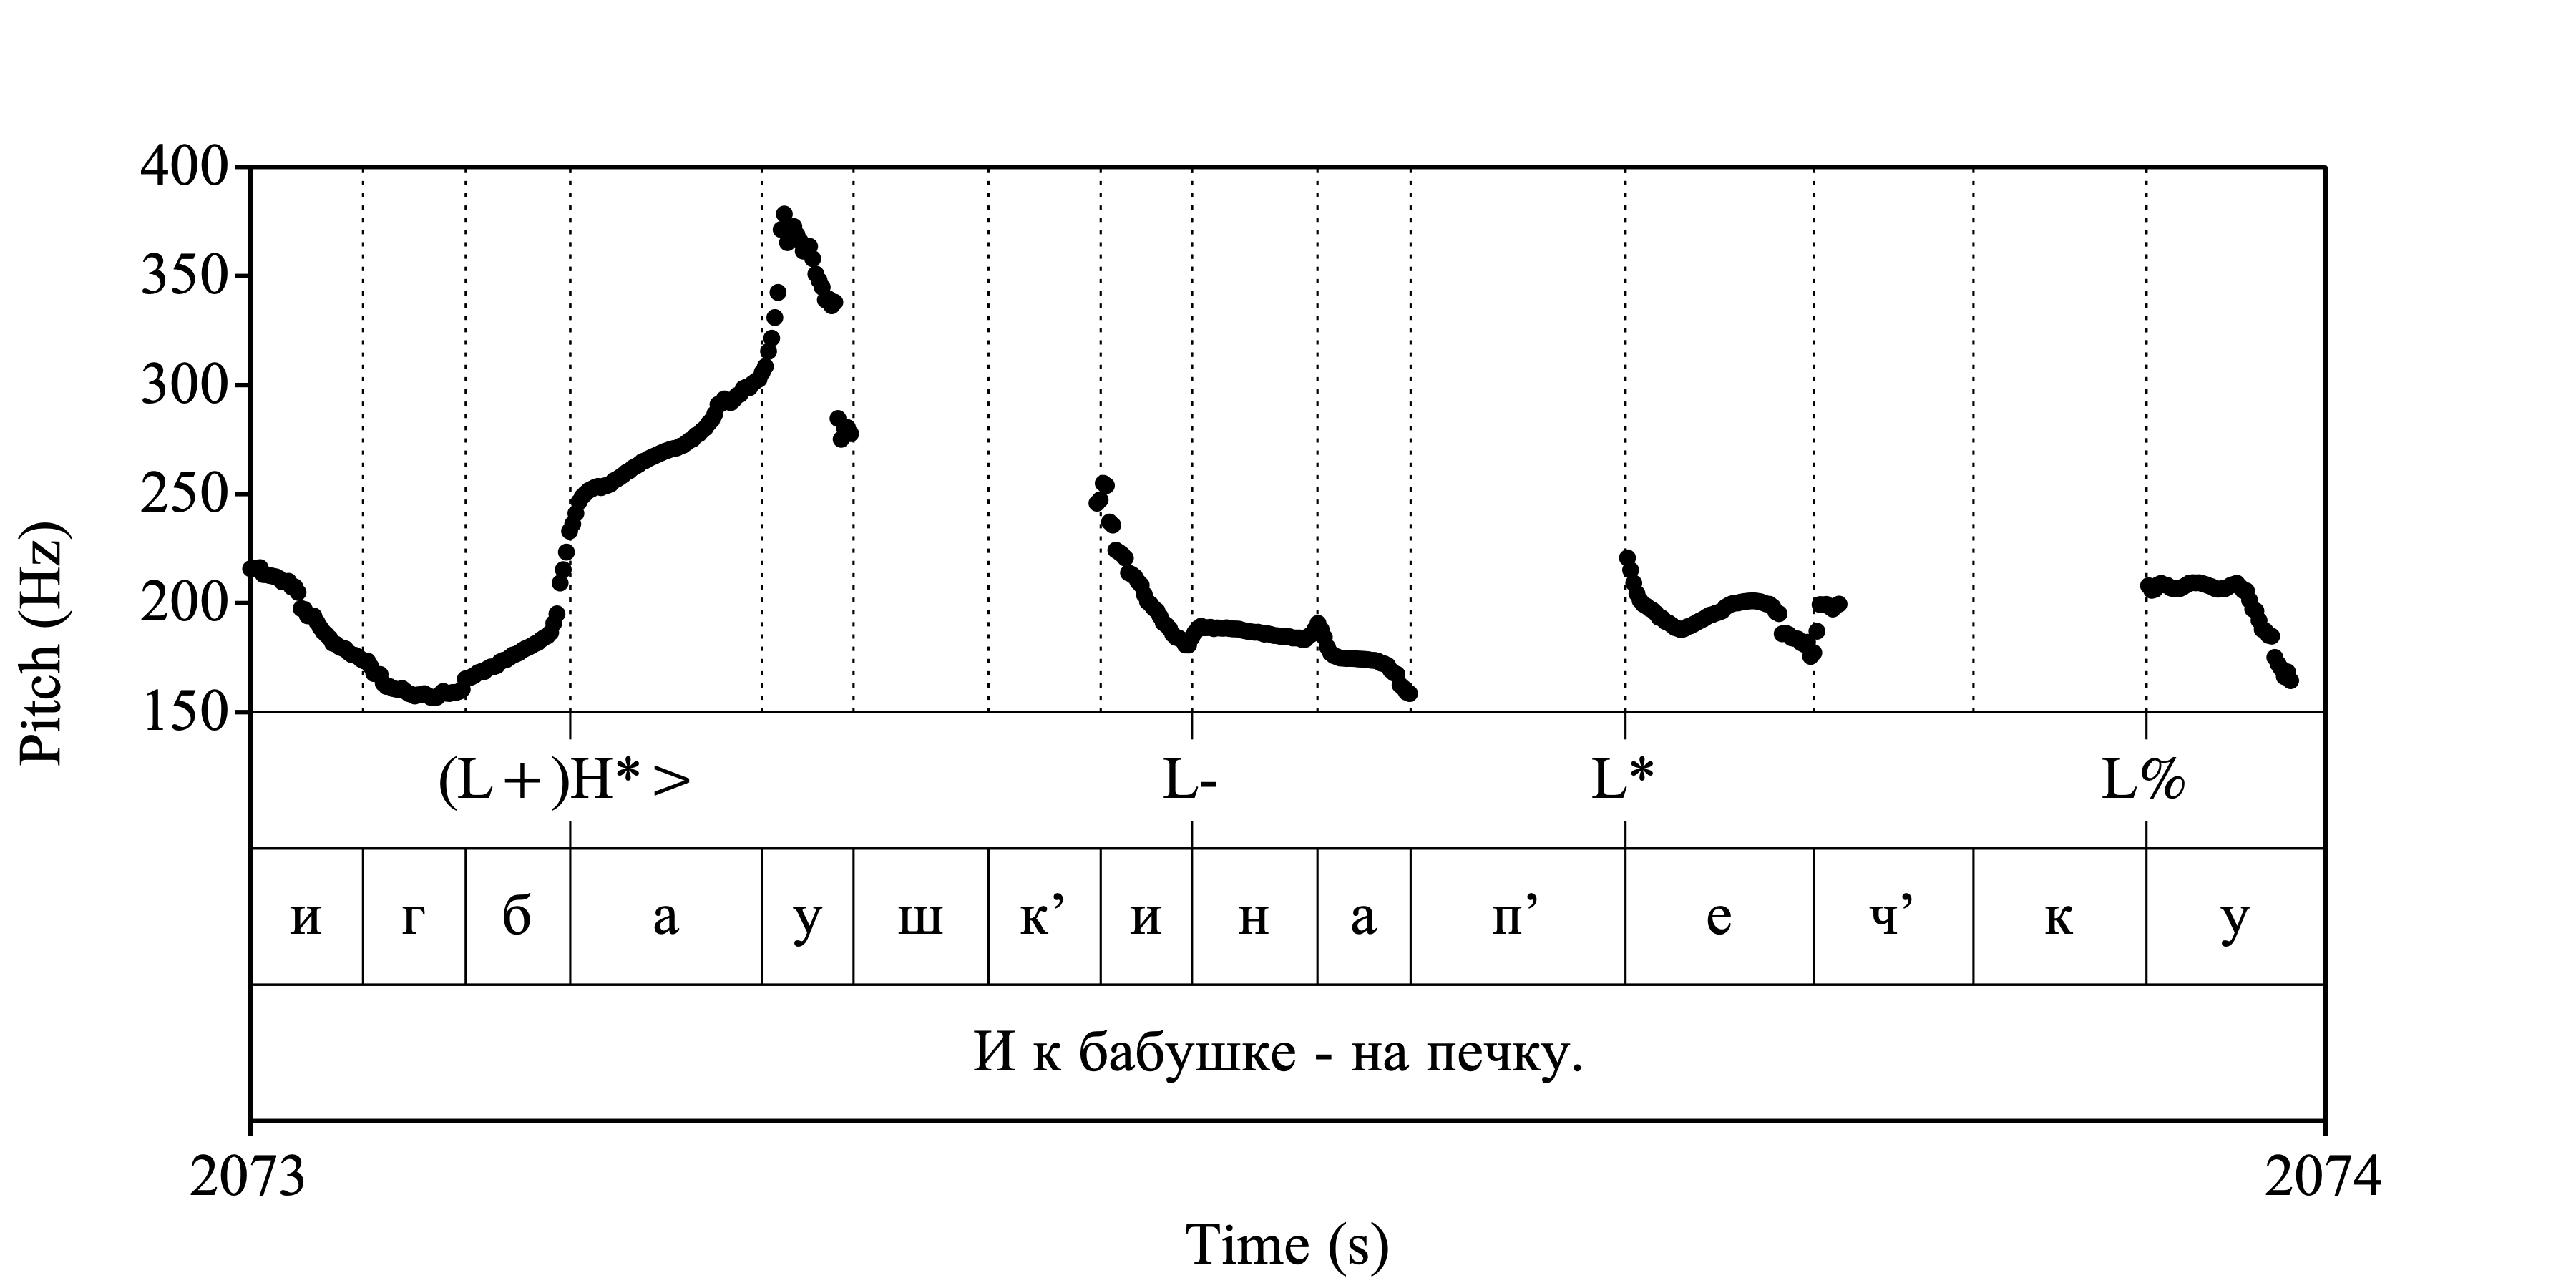 400
350
300
250
200
150
Pitch (Hz)
(L+)H*> L- L* L%
и г б а у ш к’ и н а п’ е ч’ к у
И к бабушке - на печку.
2073 2074
Time (s)